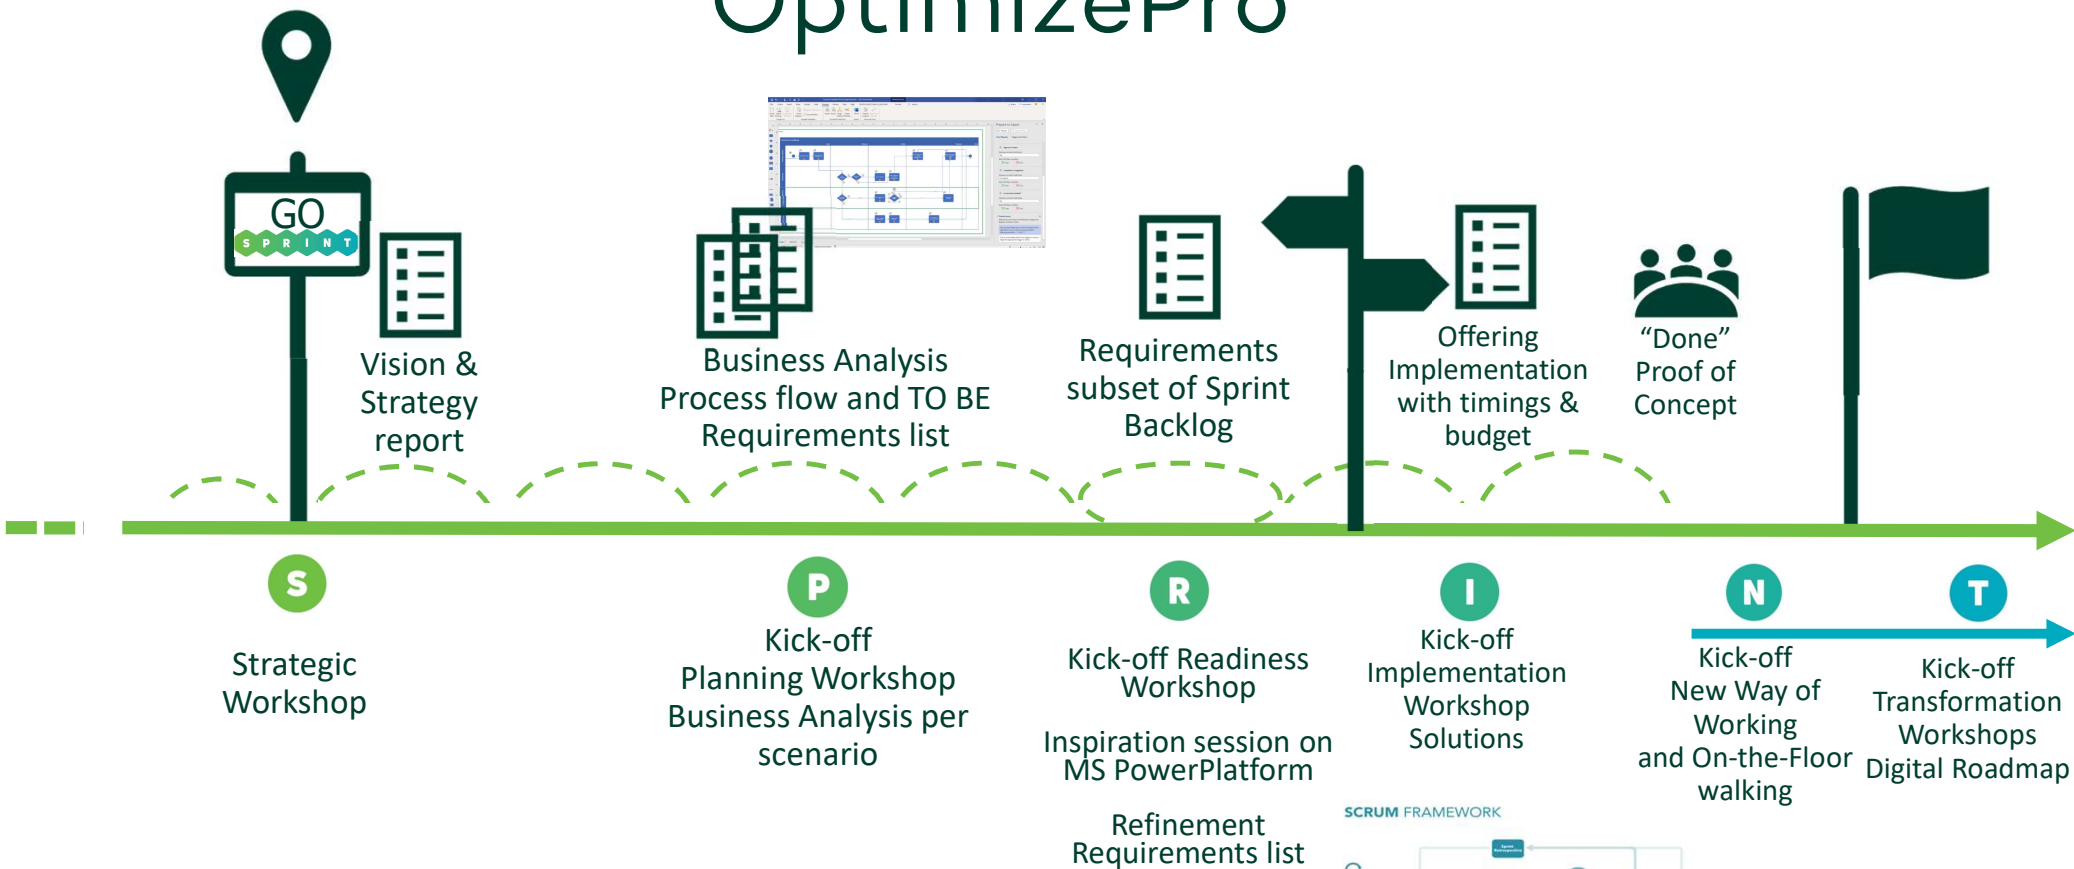 OptimizePro
GO
SPRINT
Vision &
Strategy
report
Business Analysis
Process flow and TO BE
Requirements list
Requirements
subset of Sprint
Backlog
Offering
Implementation
with timings &
budget
“Done”
Proof of
Concept
S
P
R
I
N
T
Strategic
Workshop
Kick-off
Planning Workshop
Business Analysis per
scenario
Kick-off Readiness
Workshop
Inspiration session on
MS PowerPlatform
Refinement
Requirements list
Kick-off
Implementation
Workshop
Solutions
Kick-off
New Way of
Working
and On-the-Floor
walking
Kick-off
Transformation
Workshops
Digital Roadmap
SCRUM FRAMEWORK
Sprint
Retrospective